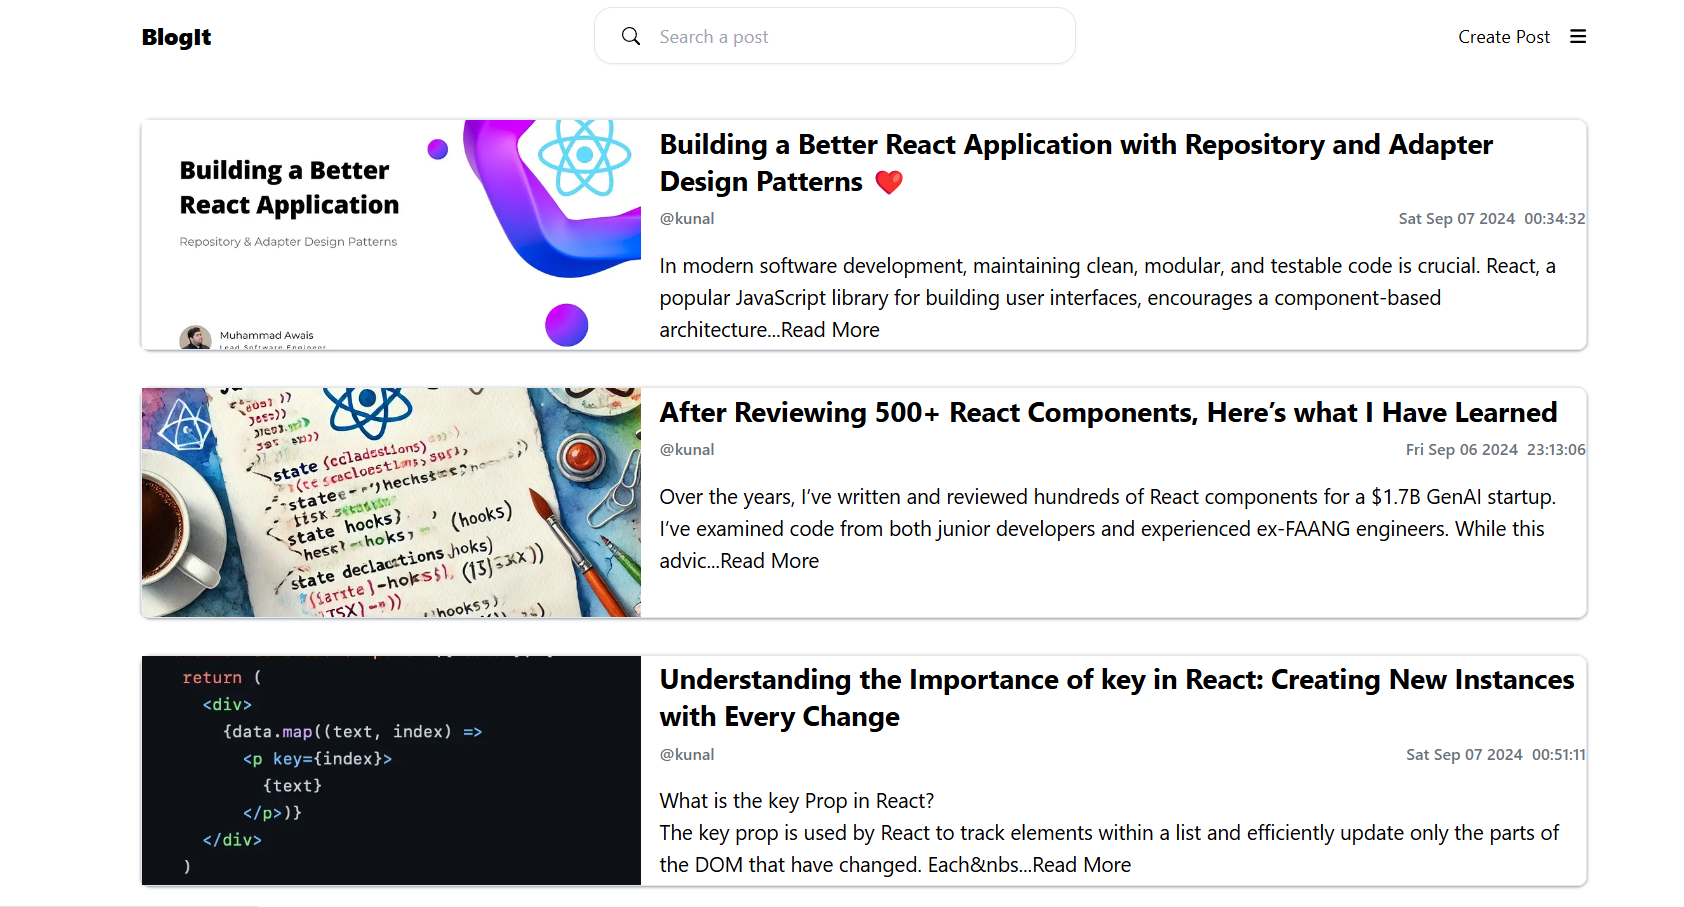 BlogIt
Search a post
Create Post
Building a Better
React Application
Repository & Adapter Design Patterns
Muhammad Awais
Lead Software Engineer
Building a Better React Application with Repository and Adapter
Design Patterns ❤️
@kunal
Sat Sep 07 2024 00:34:32
In modern software development, maintaining clean, modular, and testable code is crucial. React, a
popular JavaScript library for building user interfaces, encourages a component-based
architecture...Read More
state (ccladestions)
state hooks}
(hooks)
state declactions hoks)
After Reviewing 500+ React Components, Here’s what I Have Learned
@kunal
Fri Sep 06 2024 23:13:06
Over the years, I’ve written and reviewed hundreds of React components for a $1.7B GenAI startup.
I’ve examined code from both junior developers and experienced ex-FAANG engineers. While this
advic...Read More
return (
<div>
{data.map((text, index) =>
<p key={index}>
{text}
</p>)}
</div>
)
Understanding the Importance of key in React: Creating New Instances
with Every Change
@kunal
Sat Sep 07 2024 00:51:11
What is the key Prop in React?
The key prop is used by React to track elements within a list and efficiently update only the parts of
the DOM that have changed. Each&nbs...Read More